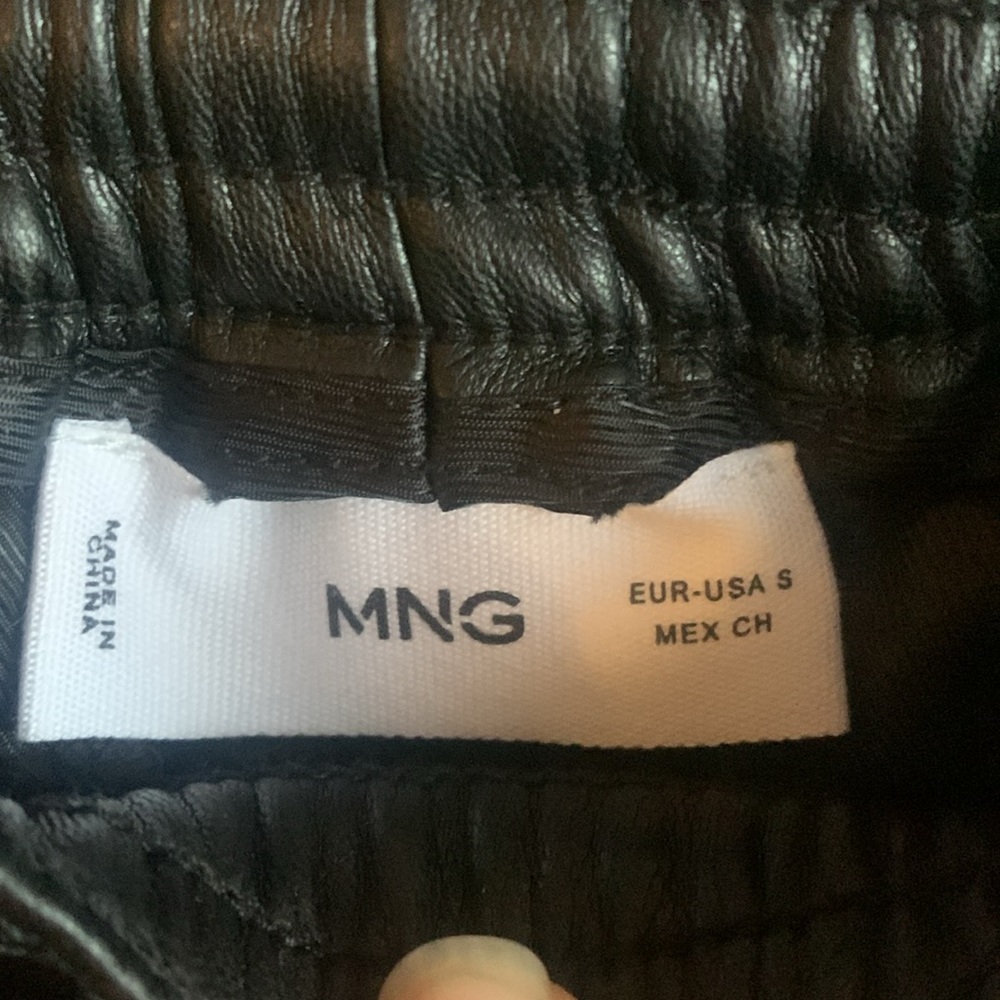 MADE IN
CHINA
MNG
EUR-USA S
MEX CH